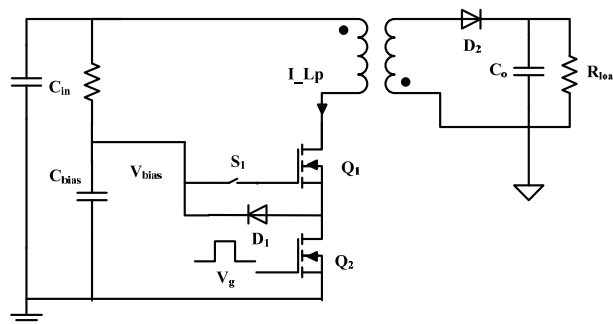 D2
Cin
I_Lp
Co
Rloa
S1
Q1
Cbias
Vbias
D1
Q2
Vg